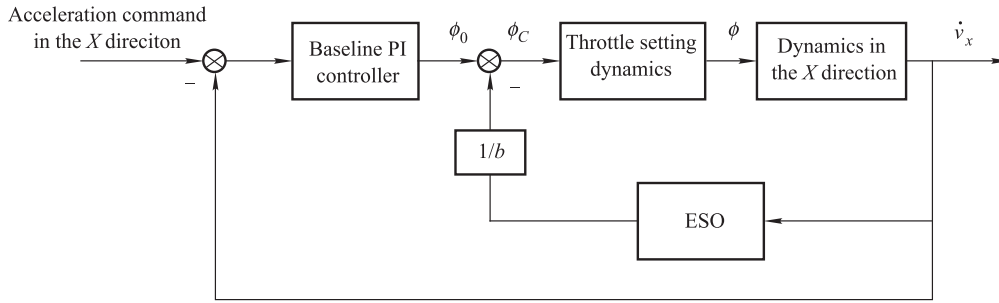 Acceleration command
in the X direciton
−
Baseline PI
controller
ϕ0
ϕC
−
Throttle setting
dynamics
ϕ
Dynamics in
the X direction
v̇x
1/b
ESO